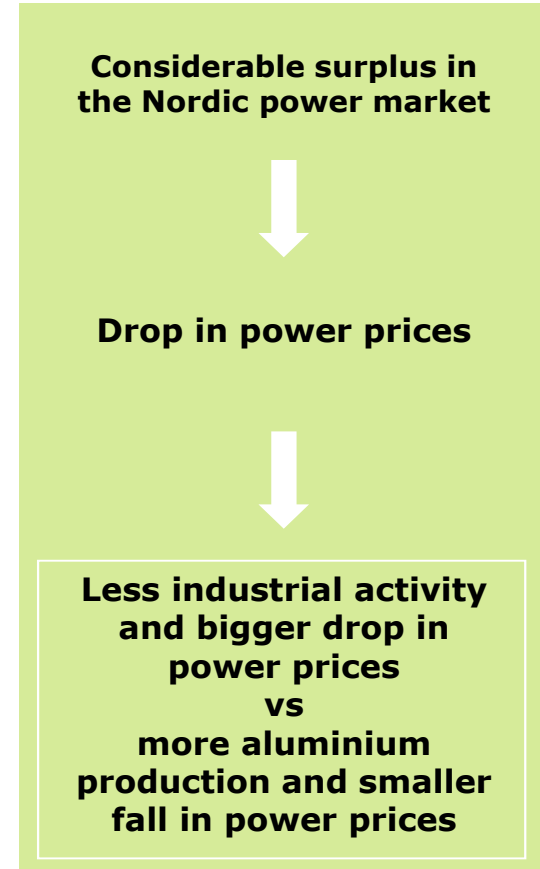 Considerable surplus in
the Nordic power market
Drop in power prices
Less industrial activity
and bigger drop in
power prices
vs
more aluminium
production and smaller
fall in power prices